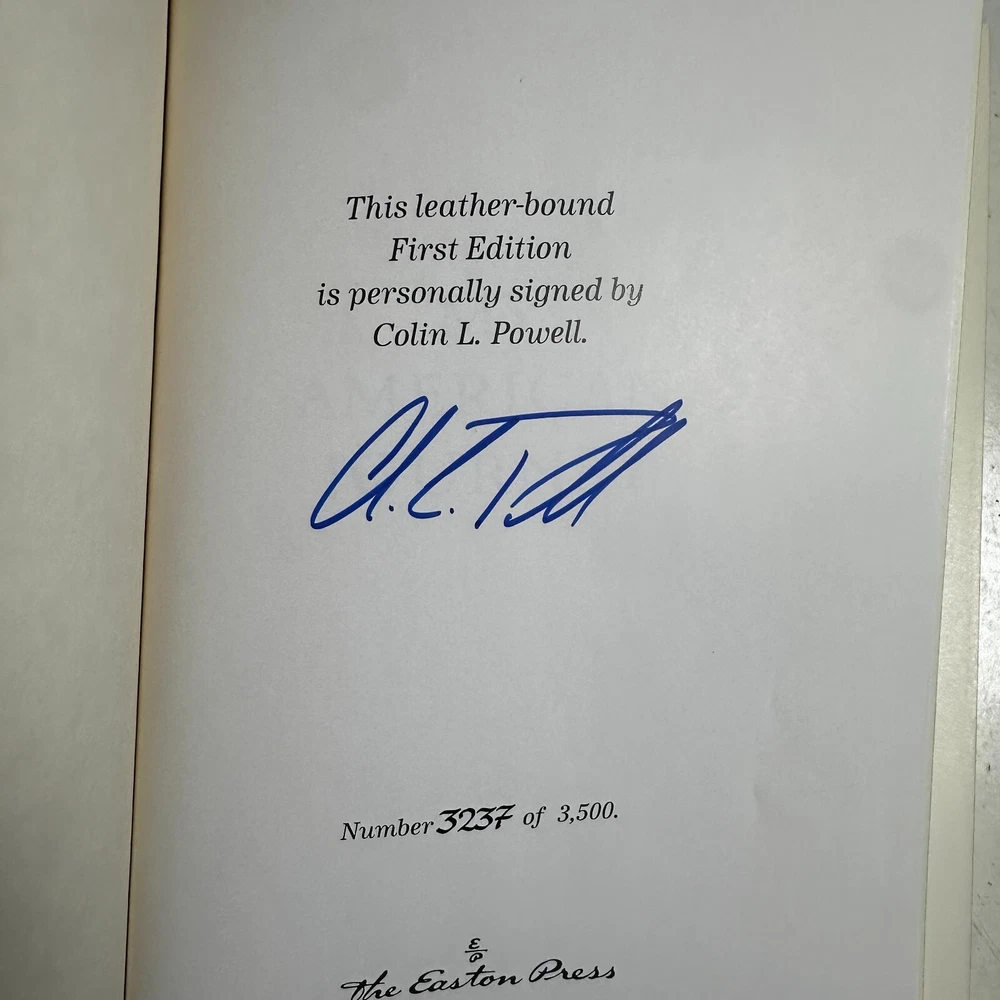 This leather-bound
First Edition
is personally signed by
Colin L. Powell.
Number 3237 of 3,500.
The Easton Press